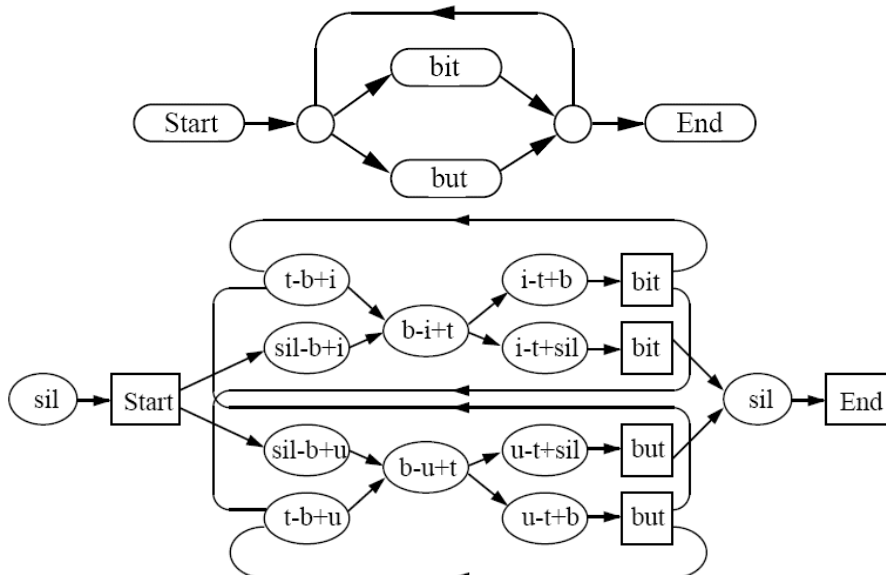 bit
Start
End
but
t-b+i
i-t+b
bit
b-i+t
sil-b+i
i-t+sil
bit
sil
Start
sil
End
sil-b+u
u-t+sil
but
b-u+t
t-b+u
u-t+b
but